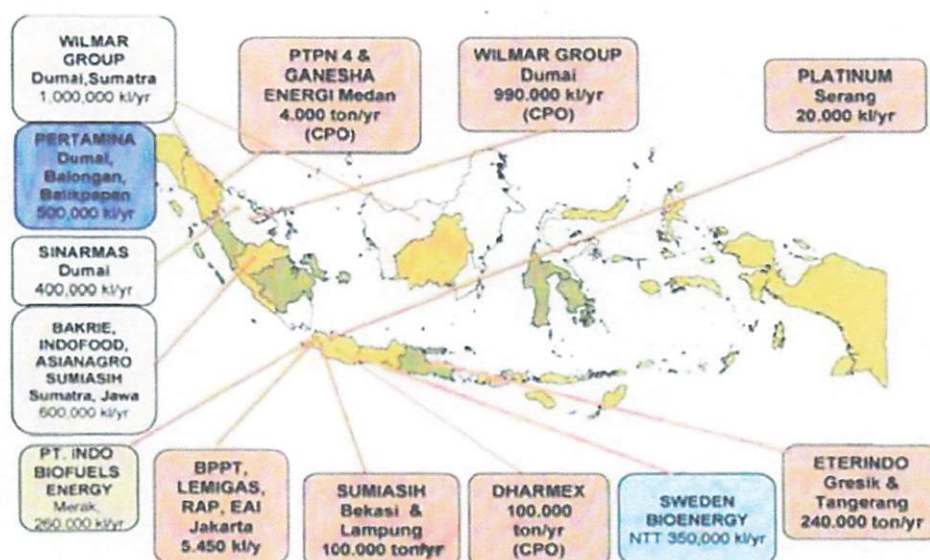 WILMAR
GROUP
Dumai,Sumatra
1,000,000 kl/yr
PTPN 4 &
GANESHA
ENERGI Medan
4.000 ton/yr
(CPO)
WILMAR GROUP
Dumai
990.000 kl/yr
(CPO)
PLATINUM
Serang
20.000 kl/yr
PERTAMINA
Dumai,
Balongan,
Balikpapan
500,000 kl/yr
SINARMAS
Dumai
400,000 kl/yr
BAKRIE,
INDOFOOD,
ASIANAGRO
SUMIASIH
Sumatra, Jawa
600,000 kl/yr
PT. INDO
BIOFUELS
ENERGY
Merak,
260,000 kl/yr
BPPT,
LEMIGAS,
RAP, EAI
Jakarta
5.450 kl/y
SUMIASIH
Bekasi &
Lampung
100.000 ton/yr
DHARMEX
100.000
ton/yr
(CPO)
SWEDEN
BIOENERGY
NTT 350,000 kl/yr
ETERINDO
Gresik &
Tangerang
240.000 ton/yr